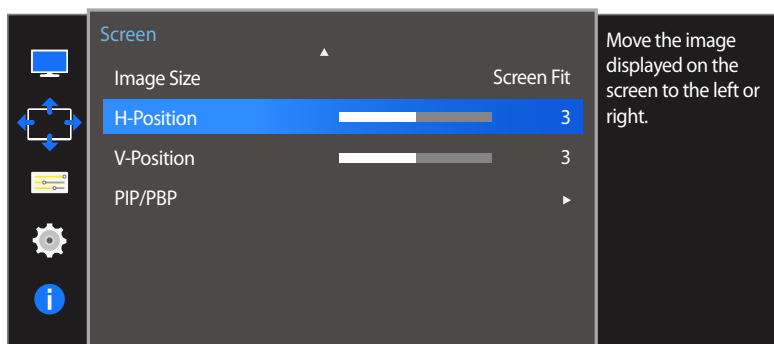 Screen
Image Size Screen Fit
H-Position 3
V-Position 3
PIP/PBP
Move the image
displayed on the
screen to the left or
right.